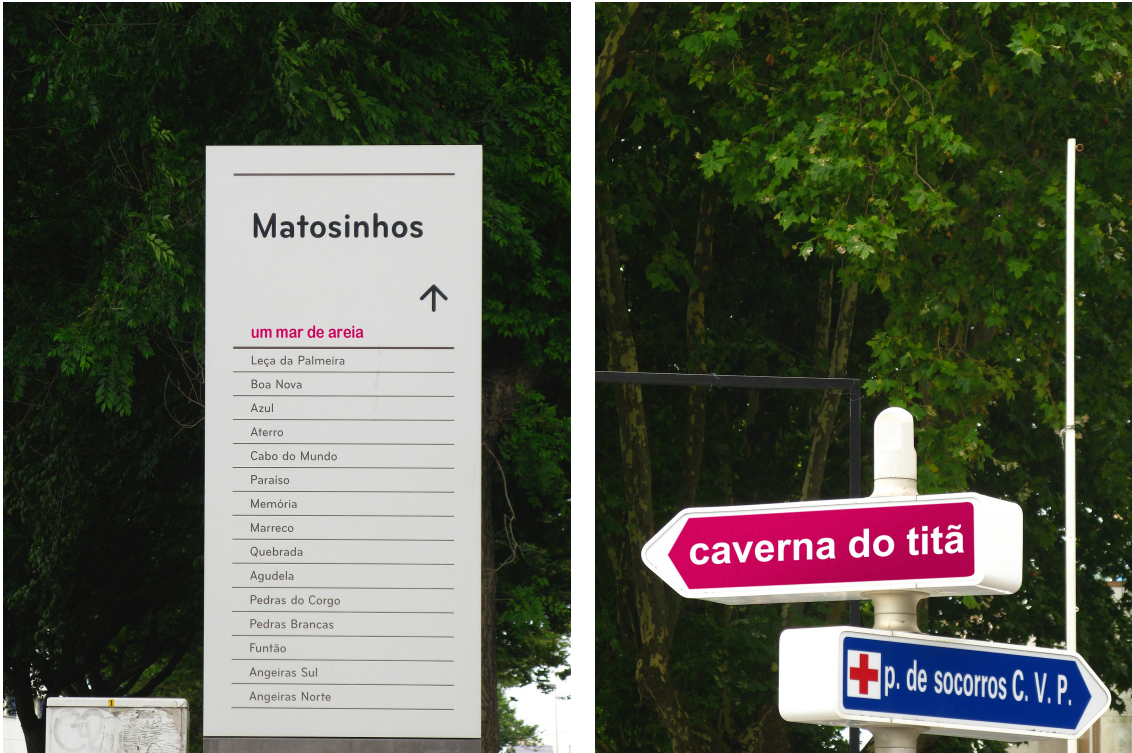 Matosinhos
um mar de areia
Leça da Palmeira
Boa Nova
Azul
Aterro
Cabo do Mundo
Paraíso
Memória
Marreco
Quebrada
Agudela
Pedras do Corgo
Pedras Brancas
Funtão
Angeiras Sul
Angeiras Norte
1
caverna do titã
p. de socorros C. V. P.